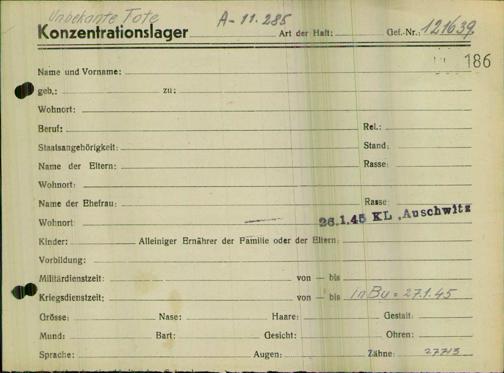 Unbekante Tote A-11.285
Konzentrationslager Art der Haft: Gef.-Nr.: 121639
186
Name und Vorname:
geb.: zu:
Wohnort:
Beruf: Rel.:
Staatsangehörigkeit: Stand:
Name der Eltern: Rasse:
Wohnort:
Name der Ehefrau: Rasse:
Wohnort: 26.1.45 KL. Auschwitz
Kinder: Alleiniger Ernährer der Familie oder der Eltern:
Vorbildung:
Militärdienstzeit: von — bis
Kriegsdienstzeit: von — bis in Bu = 27.1.45
Grösse: Nase: Haare: Gestalt:
Mund: Bart: Gesicht: Ohren:
Sprache: Augen: Zähne: